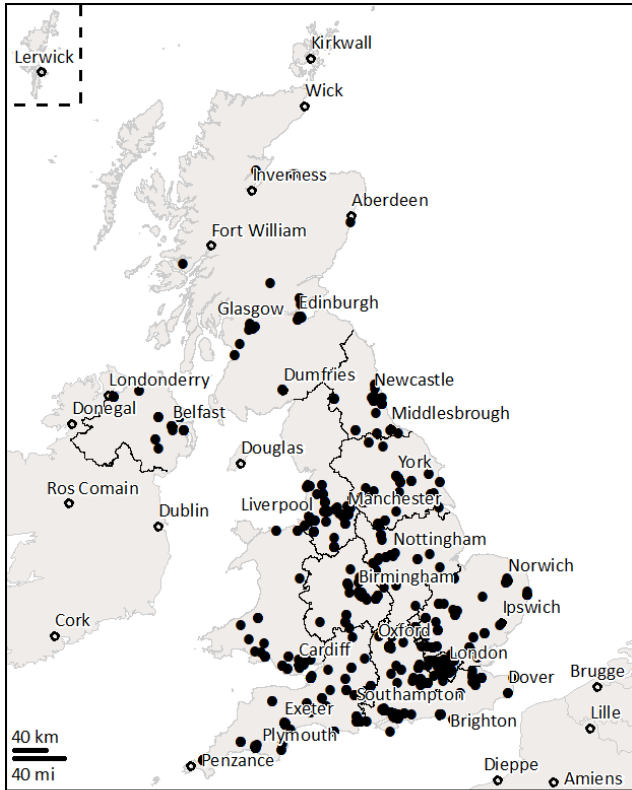 Kirkwall
Lerwick
Wick
Inverness
Aberdeen
Fort William
Glasgow
Edinburgh
Dumfries
Newcastle
Londonderry
Donegal
Belfast
Middlesbrough
Douglas
York
Ros Comain
Liverpool
Manchester
Dublin
Nottingham
Norwich
Birmingham
Ipswich
Cork
Oxford
Cardiff
London
Dover
Brugge
Southampton
Exeter
Brighton
Lille
Plymouth
40 km
40 mi
Penzance
Dieppe
Amiens